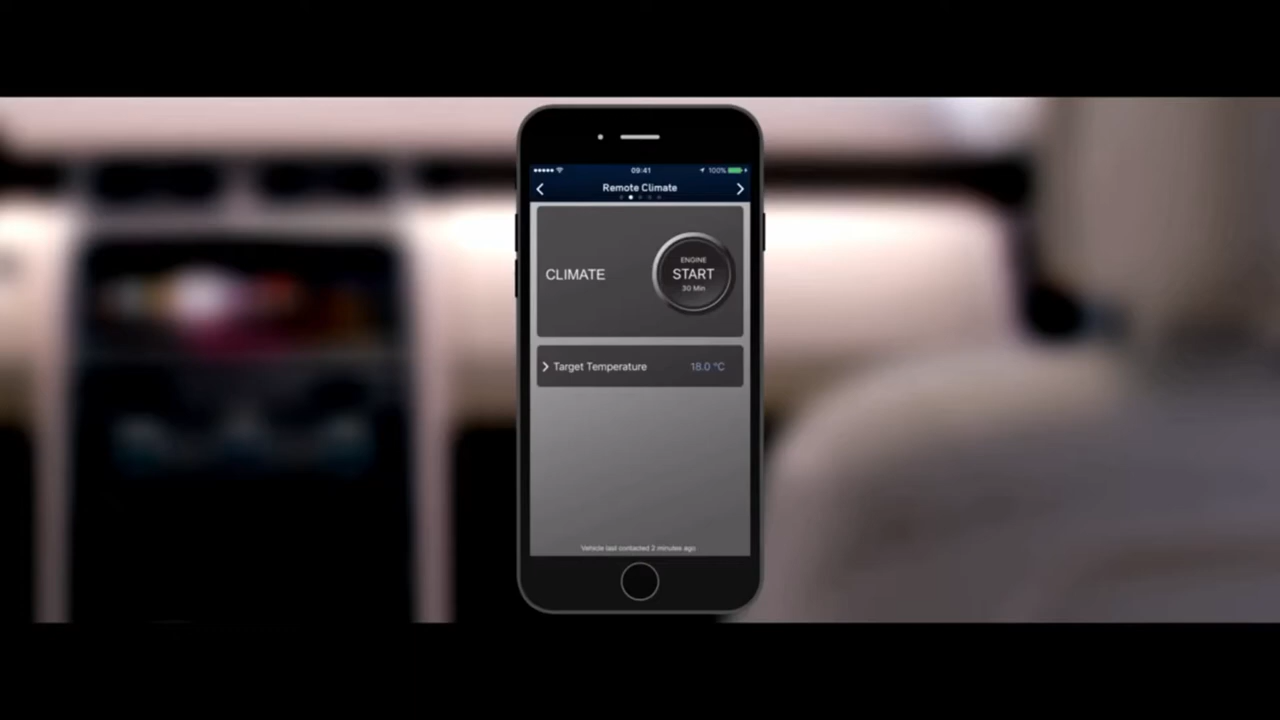 09:41
100%
Remote Climate
CLIMATE
ENGINE
START
30 Min
Target Temperature
18.0 °C
Vehicle last contacted 2 minutes ago